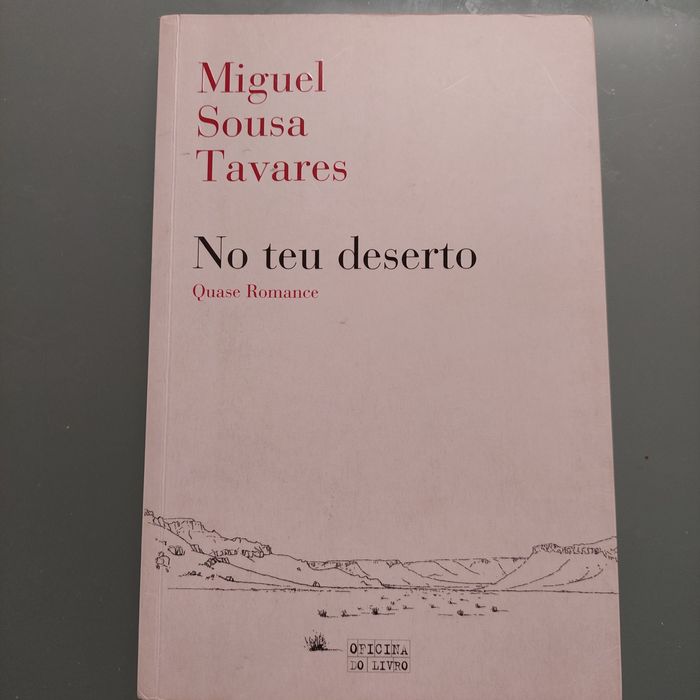 Miguel
Sousa
Tavares
No teu deserto
Quase Romance
OFICINA
DO LIVRO